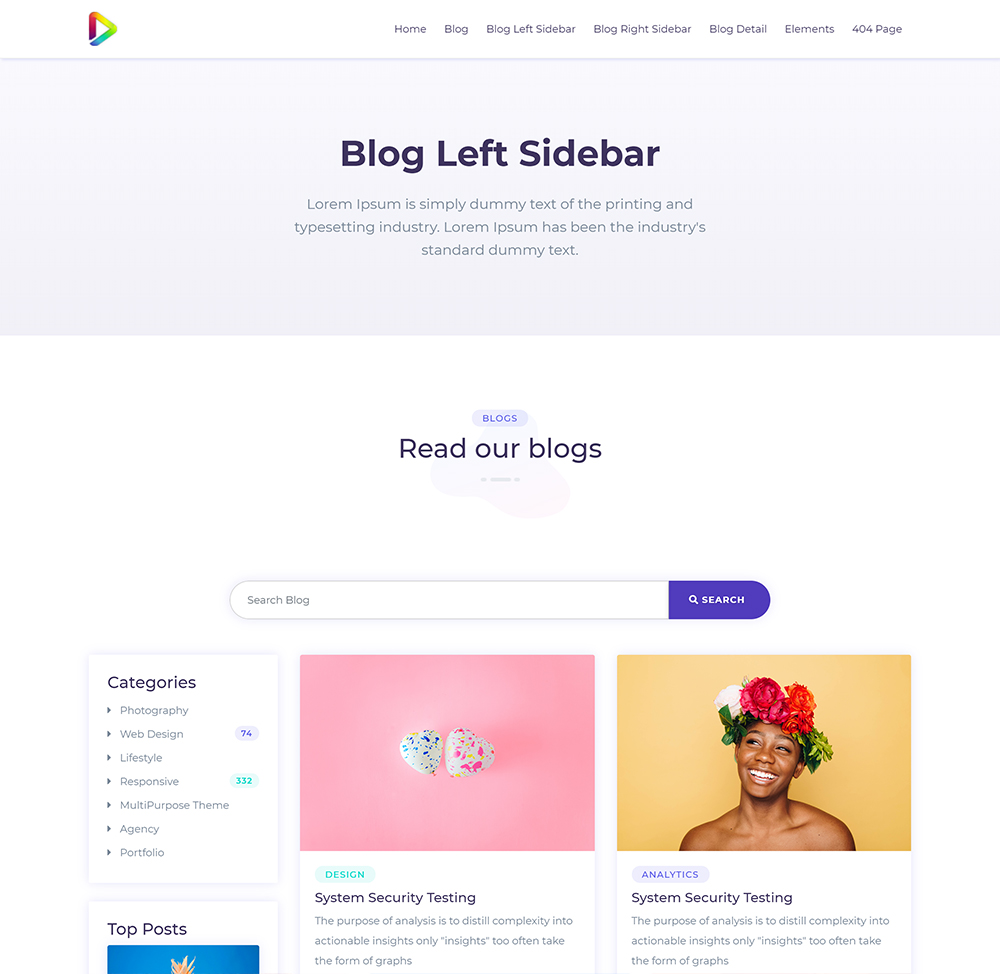 Home Blog Blog Left Sidebar Blog Right Sidebar Blog Detail Elements 404 Page
Blog Left Sidebar
Lorem Ipsum is simply dummy text of the printing and
typesetting industry. Lorem Ipsum has been the industry's
standard dummy text.
BLOGS
Read our blogs
Search Blog
SEARCH
Categories
Photography
Web Design 74
Lifestyle
Responsive 332
MultiPurpose Theme
Agency
Portfolio
Top Posts
DESIGN
System Security Testing
The purpose of analysis is to distill complexity into
actionable insights only "insights" too often take
the form of graphs
ANALYTICS
System Security Testing
The purpose of analysis is to distill complexity into
actionable insights only "insights" too often take
the form of graphs